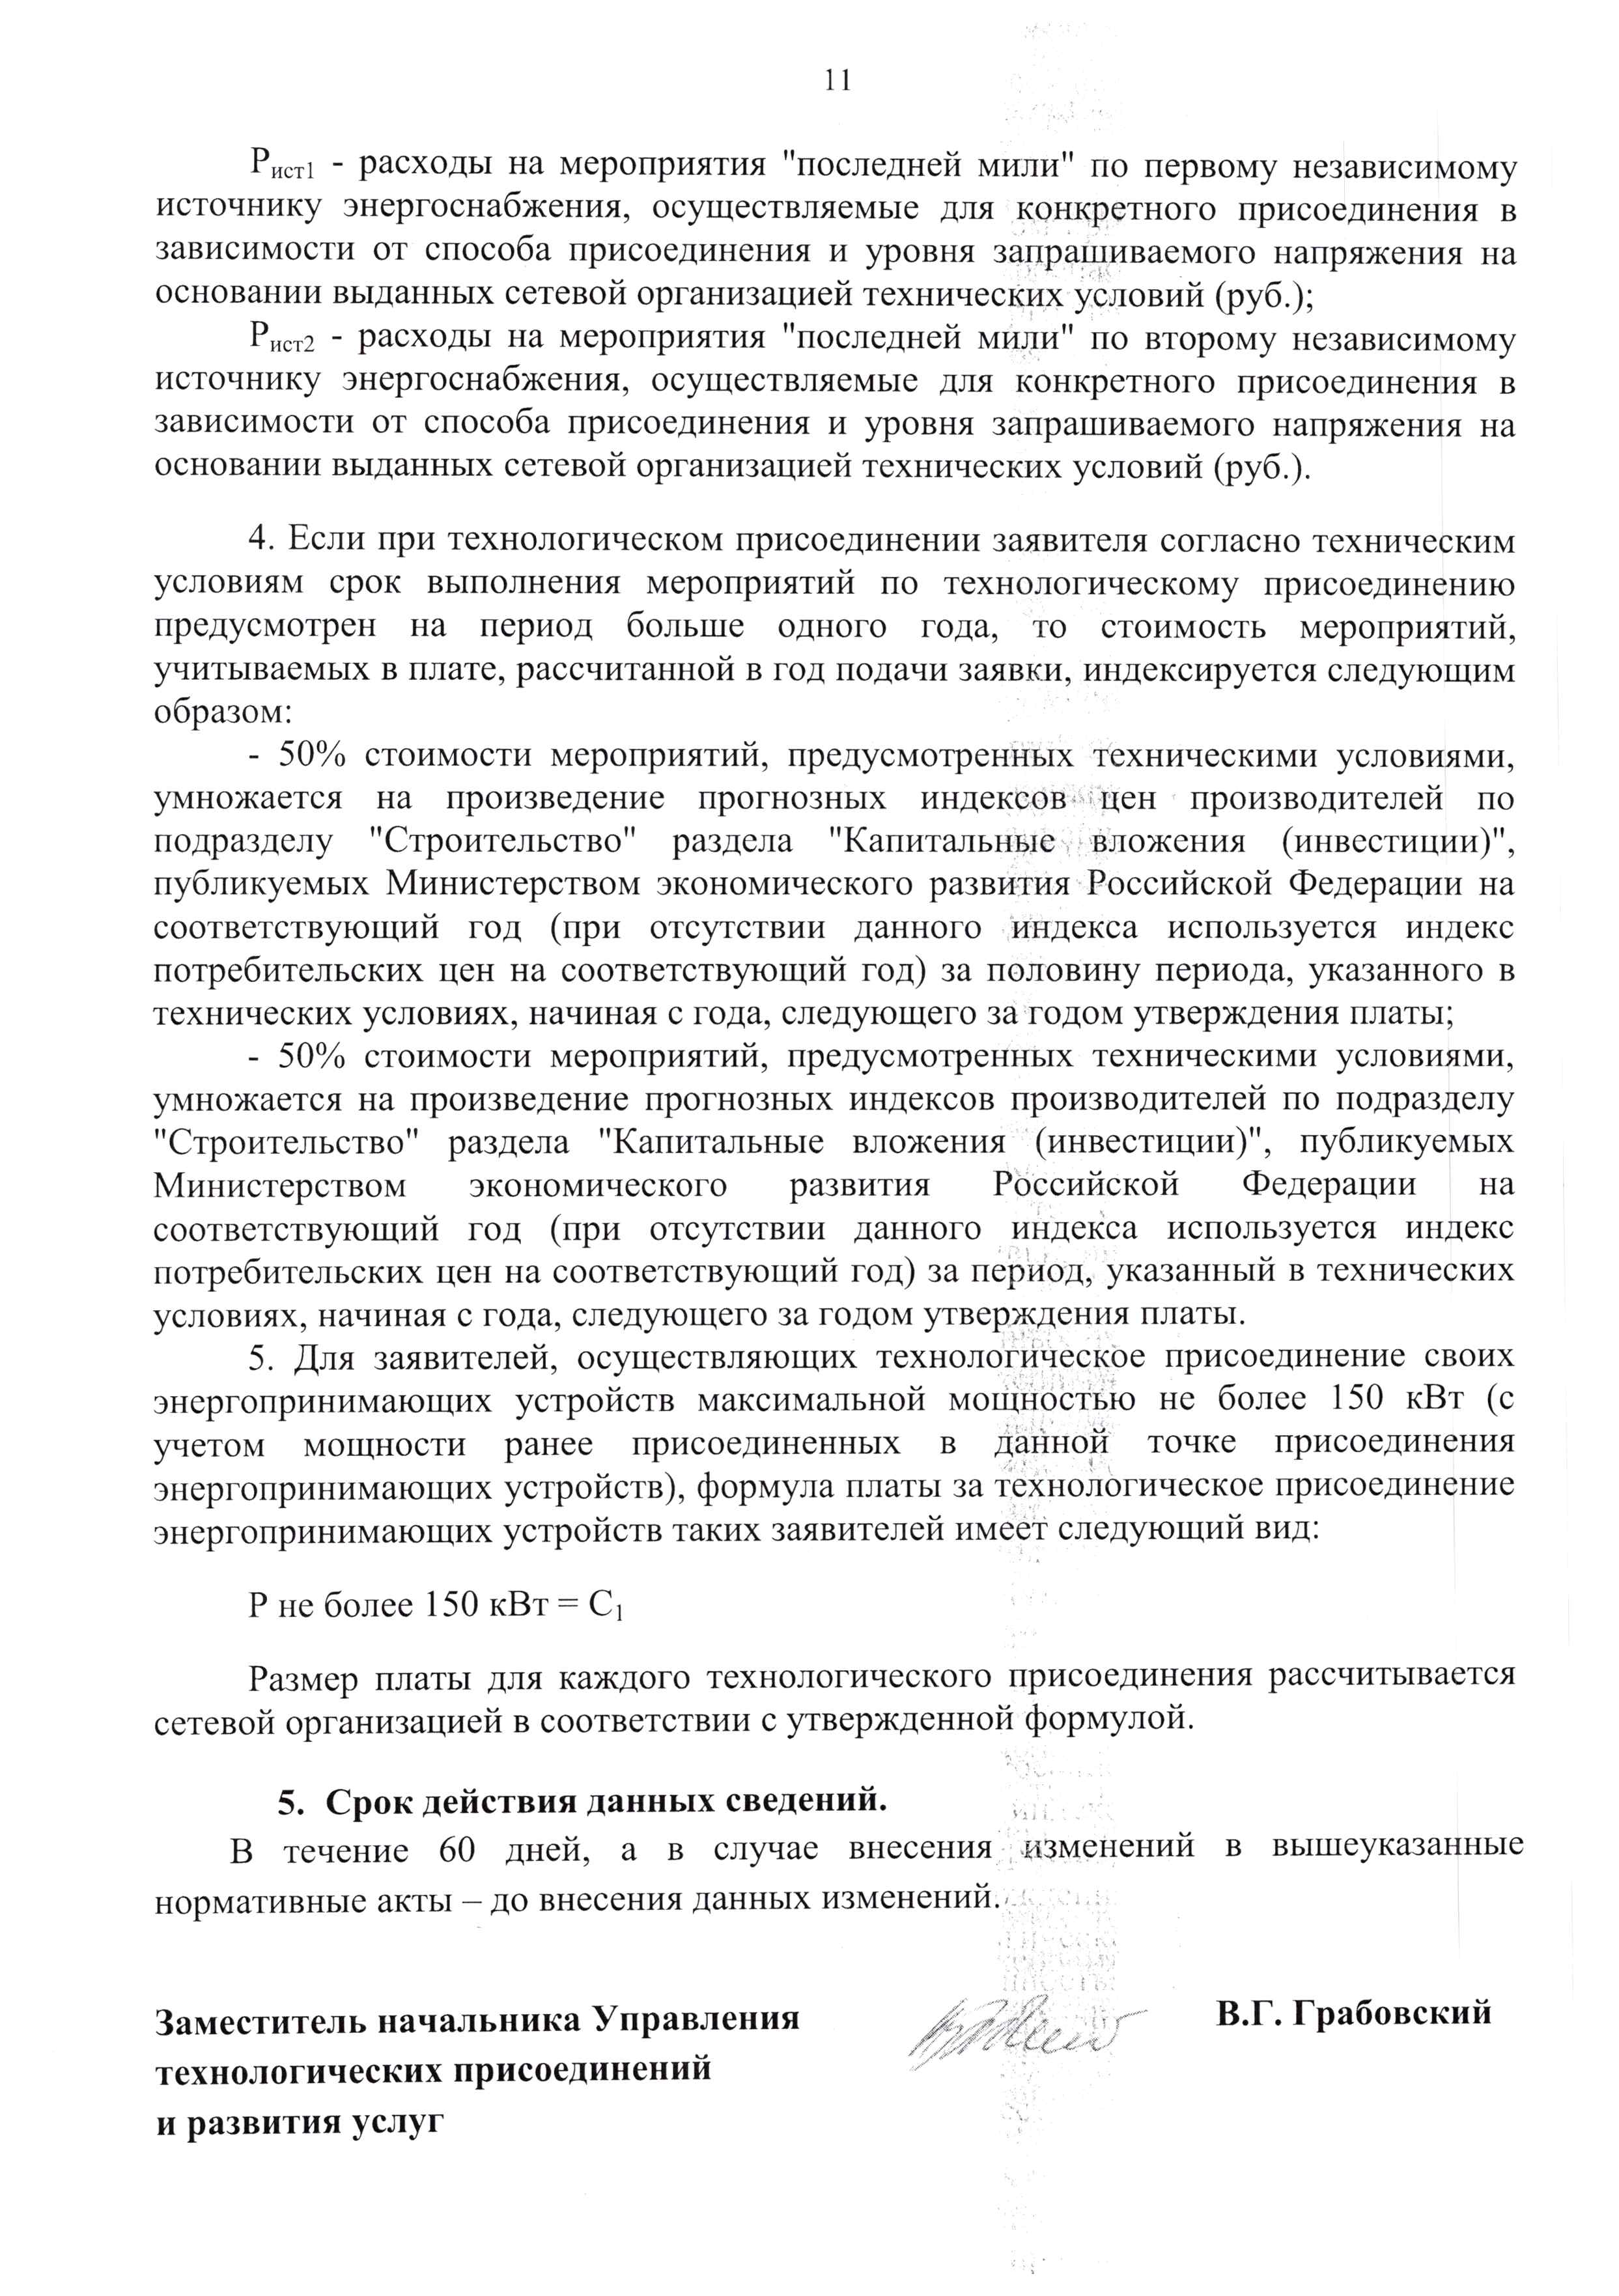 11
Рист1 - расходы на мероприятия "последней мили" по первому независимому
источнику энергоснабжения, осуществляемые для конкретного присоединения в
зависимости от способа присоединения и уровня запрашиваемого напряжения на
основании выданных сетевой организацией технических условий (руб.);
Рист2 - расходы на мероприятия "последней мили" по второму независимому
источнику энергоснабжения, осуществляемые для конкретного присоединения в
зависимости от способа присоединения и уровня запрашиваемого напряжения на
основании выданных сетевой организацией технических условий (руб.).
4. Если при технологическом присоединении заявителя согласно техническим
условиям срок выполнения мероприятий по технологическому присоединению
предусмотрен на период больше одного года, то стоимость мероприятий,
учитываемых в плате, рассчитанной в год подачи заявки, индексируется следующим
образом:
- 50% стоимости мероприятий, предусмотренных техническими условиями,
умножается на произведение прогнозных индексов цен производителей по
подразделу "Строительство" раздела "Капитальные вложения (инвестиции)",
публикуемых Министерством экономического развития Российской Федерации на
соответствующий год (при отсутствии данного индекса используется индекс
потребительских цен на соответствующий год) за половину периода, указанного в
технических условиях, начиная с года, следующего за годом утверждения платы;
- 50% стоимости мероприятий, предусмотренных техническими условиями,
умножается на произведение прогнозных индексов производителей по подразделу
"Строительство" раздела "Капитальные вложения (инвестиции)", публикуемых
Министерством экономического развития Российской Федерации на
соответствующий год (при отсутствии данного индекса используется индекс
потребительских цен на соответствующий год) за период, указанный в технических
условиях, начиная с года, следующего за годом утверждения платы.
5. Для заявителей, осуществляющих технологическое присоединение своих
энергопринимающих устройств максимальной мощностью не более 150 кВт (с
учетом мощности ранее присоединенных в данной точке присоединения
энергопринимающих устройств), формула платы за технологическое присоединение
энергопринимающих устройств таких заявителей имеет следующий вид:
Р не более 150 кВт = С1
Размер платы для каждого технологического присоединения рассчитывается
сетевой организацией в соответствии с утвержденной формулой.
5. Срок действия данных сведений.
В течение 60 дней, а в случае внесения изменений в вышеуказанные
нормативные акты – до внесения данных изменений.
Заместитель начальника Управления
технологических присоединений
и развития услуг
В.Г. Грабовский